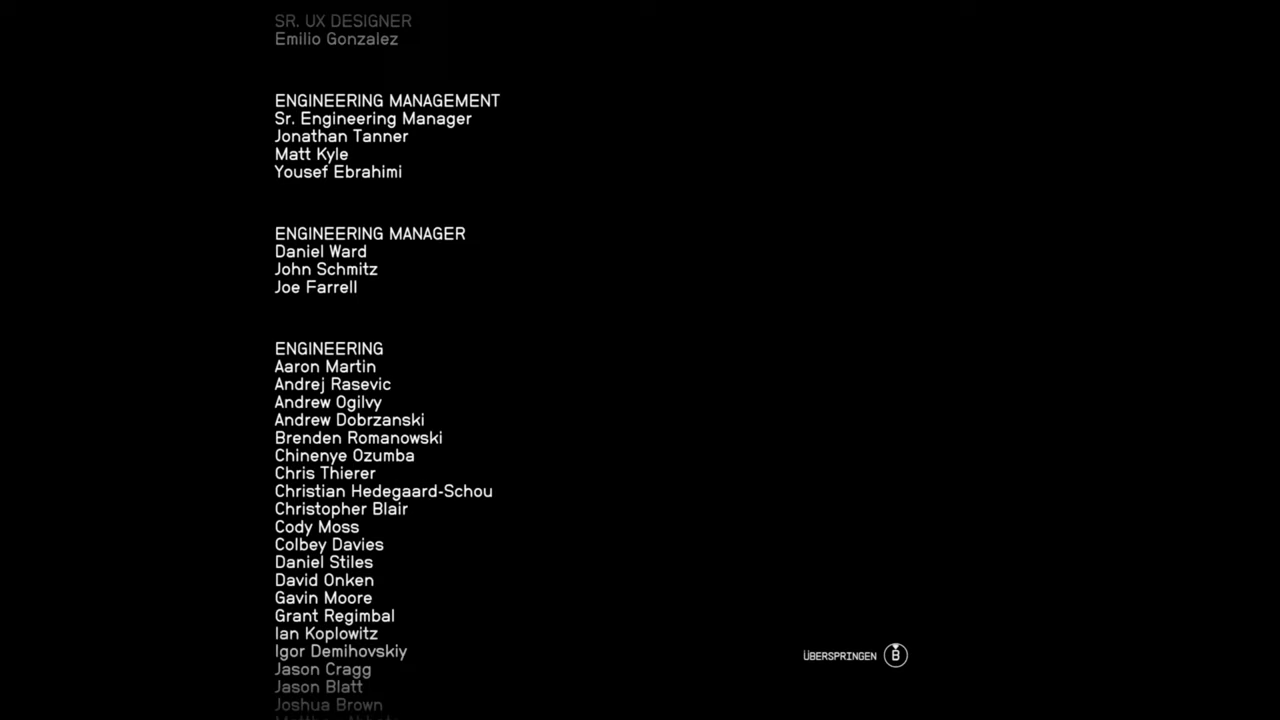 SR. UX DESIGNER
Emilio Gonzalez
ENGINEERING MANAGEMENT
Sr. Engineering Manager
Jonathan Tanner
Matt Kyle
Yousef Ebrahimi
ENGINEERING MANAGER
Daniel Ward
John Schmitz
Joe Farrell
ENGINEERING
Aaron Martin
Andrej Rasevic
Andrew Ogilvy
Andrew Dobrzanski
Brenden Romanowski
Chinenye Ozumba
Chris Thierer
Christian Hedegaard-Schou
Christopher Blair
Cody Moss
Colbey Davies
Daniel Stiles
David Onken
Gavin Moore
Grant Regimbal
Ian Koplowitz
Igor Demihovskiy
ÜBERSPRINGEN B
Jason Cragg
Jason Blatt
Joshua Brown